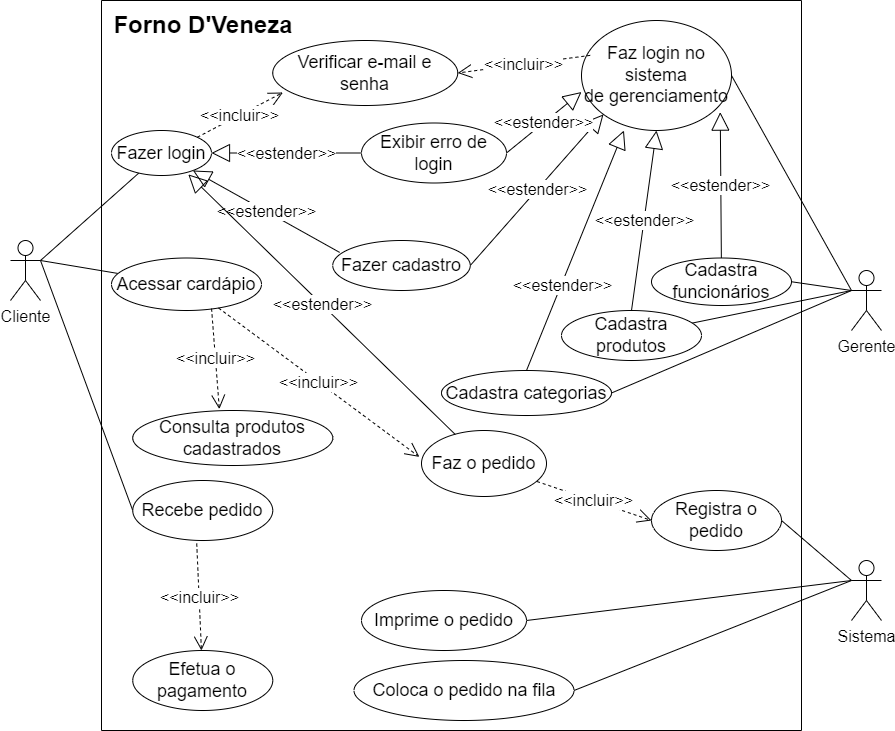 Forno D'Veneza
Verificar e-mail e
senha
<<incluir>>
Faz login no
sistema
de gerenciamento
<<incluir>>
Fazer login
<<estender>>
Exibir erro de
login
<<estender>>
<<estender>>
<<estender>>
<<estender>>
<<estender>>
Fazer cadastro
Cliente
Acessar cardápio
<<estender>>
<<estender>>
Cadastra
funcionários
Cadastra
produtos
Gerente
<<incluir>>
<<incluir>>
Cadastra categorias
Consulta produtos
cadastrados
Faz o pedido
<<incluir>>
Recebe pedido
Registra o
pedido
<<incluir>>
Imprime o pedido
Sistema
Efetua o
pagamento
Coloca o pedido na fila